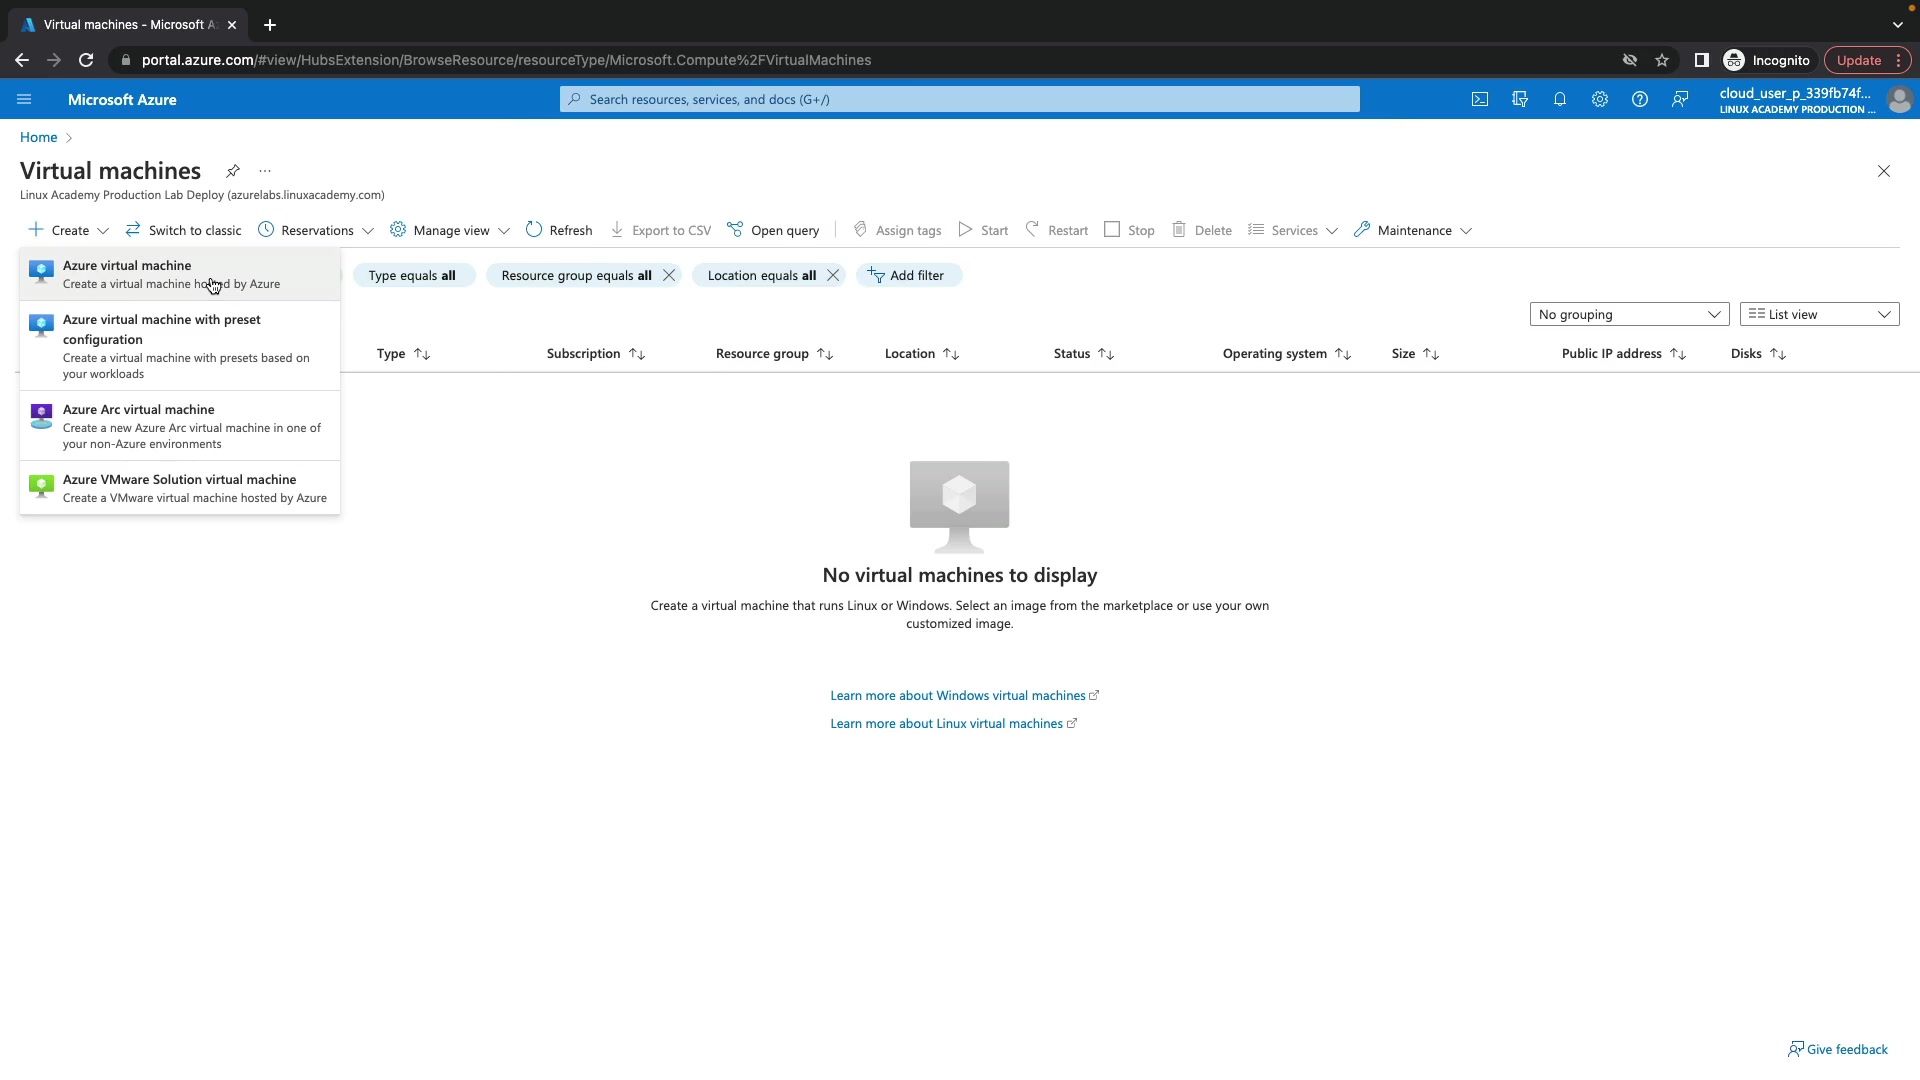 Virtual machines - Microsoft A
portal.azure.com/#view/HubsExtension/BrowseResource/resourceType/Microsoft.Compute%2FVirtualMachines
Incognito
Update
Microsoft Azure
Search resources, services, and docs (G+/)
cloud_user_p_339fb74f...
LINUX ACADEMY PRODUCTION ...
Home
Virtual machines
Linux Academy Production Lab Deploy (azurelabs.linuxacademy.com)
Create
Switch to classic
Reservations
Manage view
Refresh
Export to CSV
Open query
Assign tags
Start
Restart
Stop
Delete
Services
Maintenance
Azure virtual machine
Create a virtual machine hosted by Azure
Azure virtual machine with preset
configuration
Create a virtual machine with presets based on
your workloads
Azure Arc virtual machine
Create a new Azure Arc virtual machine in one of
your non-Azure environments
Azure VMware Solution virtual machine
Create a VMware virtual machine hosted by Azure
Type equals all
Resource group equals all
Location equals all
Add filter
No grouping
List view
Type
Subscription
Resource group
Location
Status
Operating system
Size
Public IP address
Disks
No virtual machines to display
Create a virtual machine that runs Linux or Windows. Select an image from the marketplace or use your own
customized image.
Learn more about Windows virtual machines
Learn more about Linux virtual machines
Give feedback